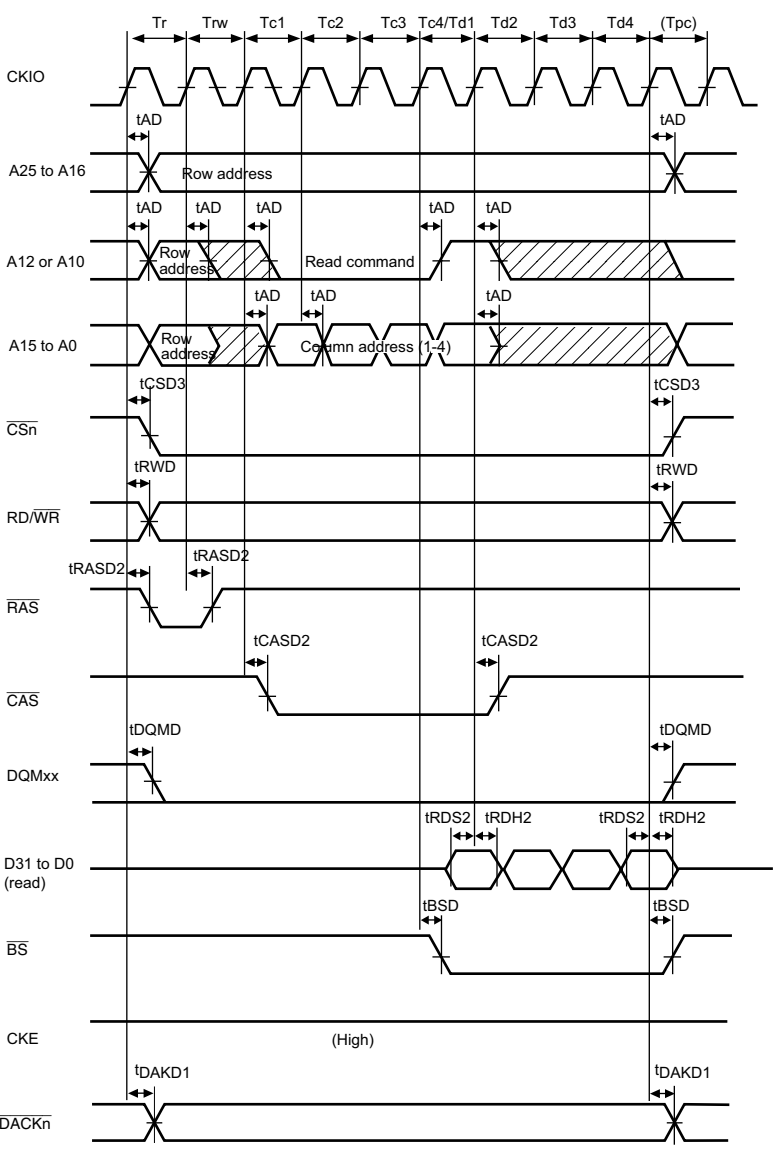 Tr Trw Tc1 Tc2 Tc3 Tc4/Td1 Td2 Td3 Td4 (Tpc)
CKIO
tAD tAD
A25 to A16 Row address
tAD tAD tAD tAD tAD
A12 or A10 Row address Read command
tAD tAD tAD
A15 to A0 Row address Column address (1-4)
tCSD3 tCSD3
CSn
tRWD tRWD
RD/WR
tRASD2 tRASD2
RAS
tCASD2 tCASD2
CAS
tDQMD tDQMD
DQMxx
tRDS2 tRDH2 tRDS2 tRDH2
D31 to D0
(read)
tBSD tBSD
BS
CKE (High)
tDAKD1 tDAKD1
DACKn